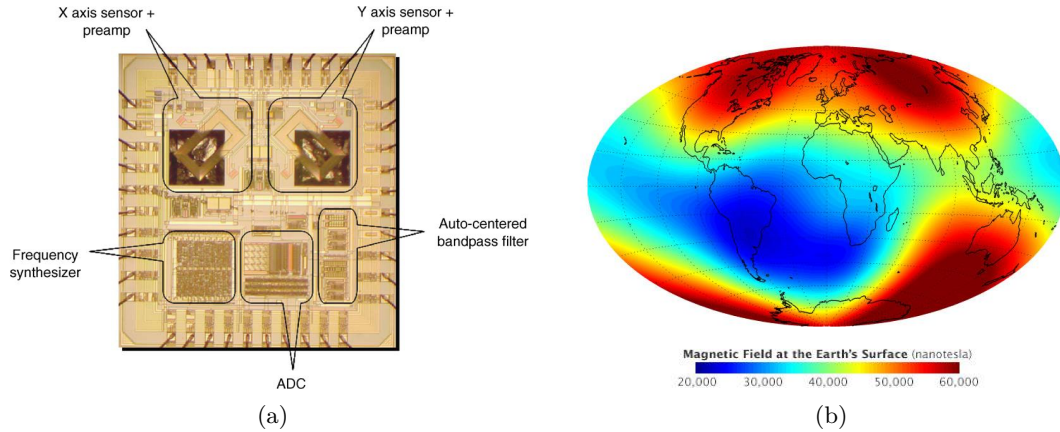 X axis sensor +
preamp
Y axis sensor +
preamp
Frequency
synthesizer
Auto-centered
bandpass filter
ADC
(a)
Magnetic Field at the Earth's Surface (nanotesla)
20,000 30,000 40,000 50,000 60,000
(b)